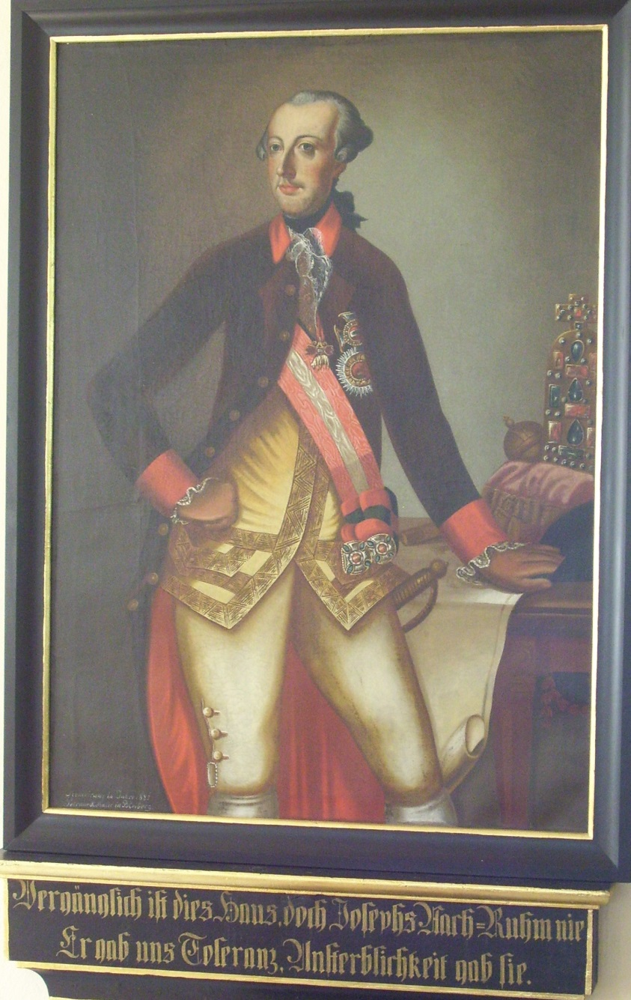 Vergänglich ist dies Haus, doch Josephs Nach=Ruhm nie
Er gab uns Toleranz, Unsterblichkeit gab sie.